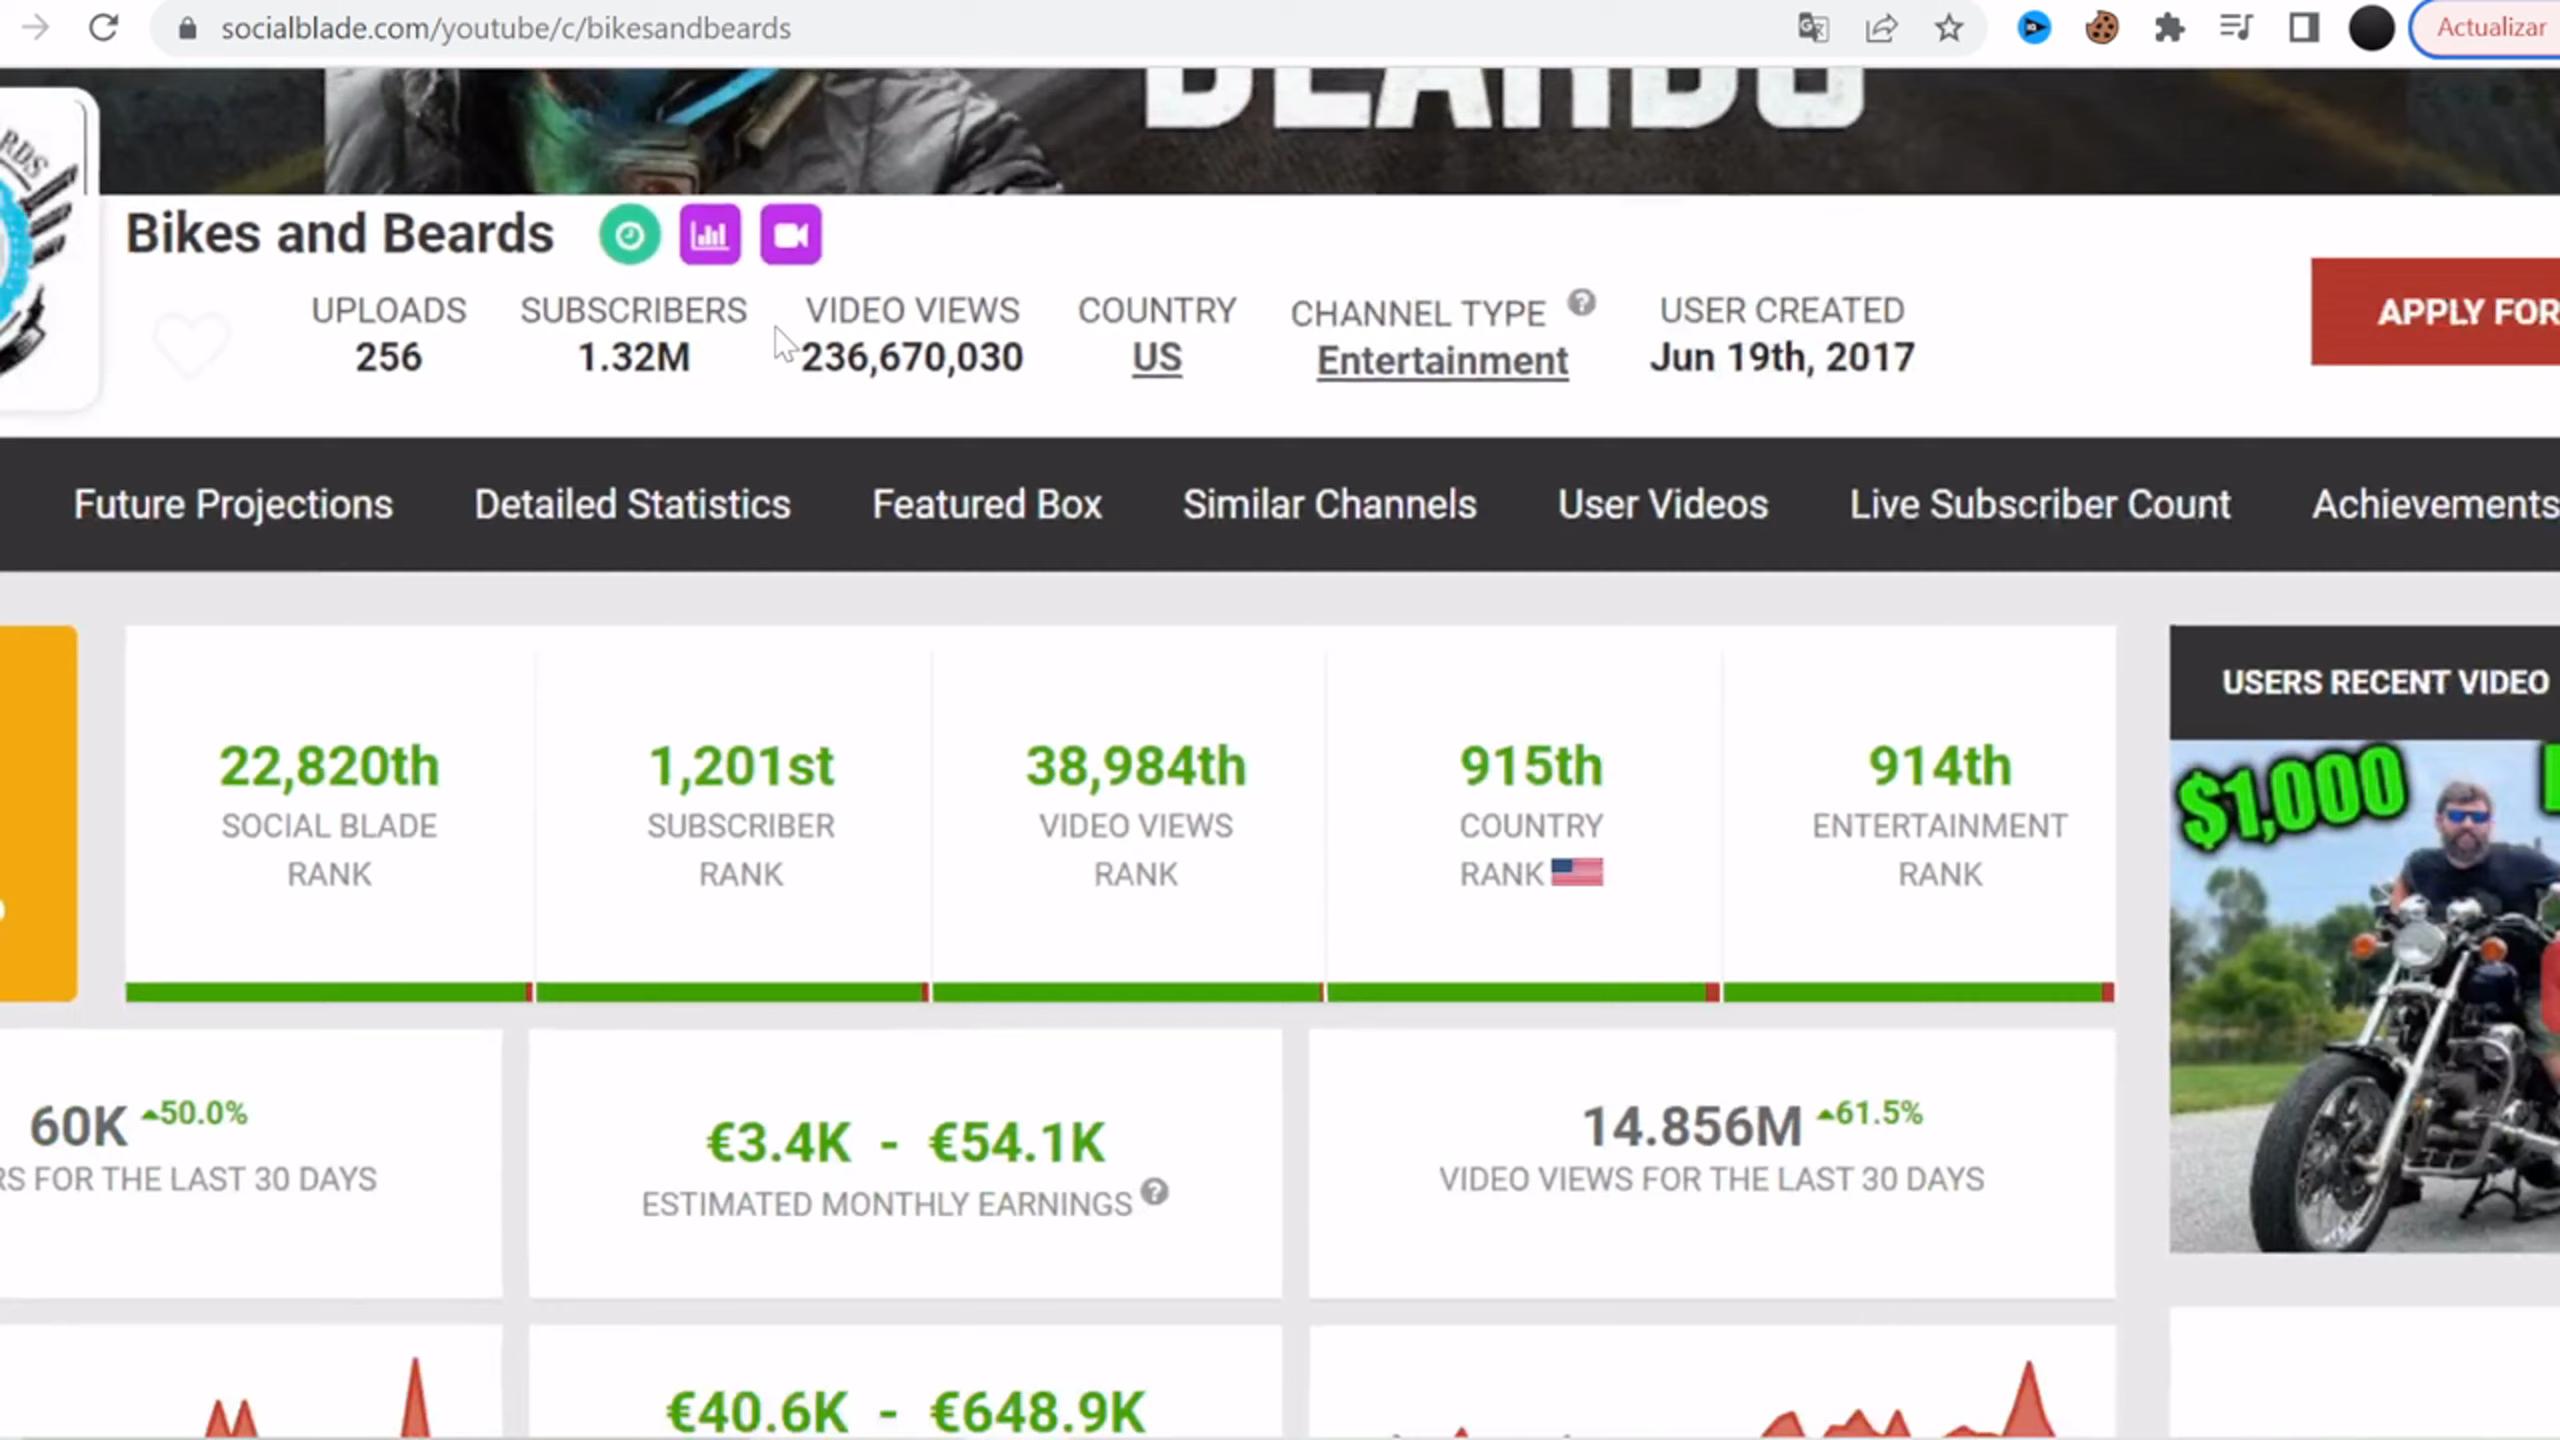 socialblade.com/youtube/c/bikesandbeards
Actualizar
BEARDS
RDS
Bikes and Beards
UPLOADS SUBSCRIBERS VIDEO VIEWS COUNTRY CHANNEL TYPE USER CREATED
256 1.32M 236,670,030 US Entertainment Jun 19th, 2017
APPLY FOR
Future Projections Detailed Statistics Featured Box Similar Channels User Videos Live Subscriber Count Achievements
22,820th 1,201st 38,984th 915th 914th
SOCIAL BLADE SUBSCRIBER VIDEO VIEWS COUNTRY ENTERTAINMENT
RANK RANK RANK RANK RANK
USERS RECENT VIDEO
$1,000
60K 50.0%
RS FOR THE LAST 30 DAYS
€3.4K - €54.1K
ESTIMATED MONTHLY EARNINGS
14.856M 61.5%
VIDEO VIEWS FOR THE LAST 30 DAYS
€40.6K - €648.9K